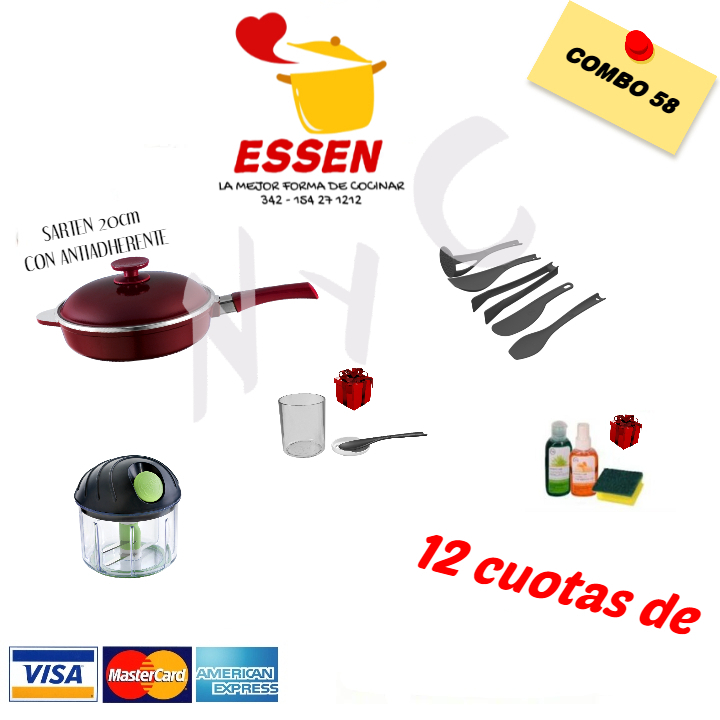 ESSEN
LA MEJOR FORMA DE COCINAR
342 - 154 27 1212
COMBO 58
SARTEN 20cm
CON ANTIADHERENTE
NYC
12 cuotas de
VISA
MasterCard
AMERICAN
EXPRESS